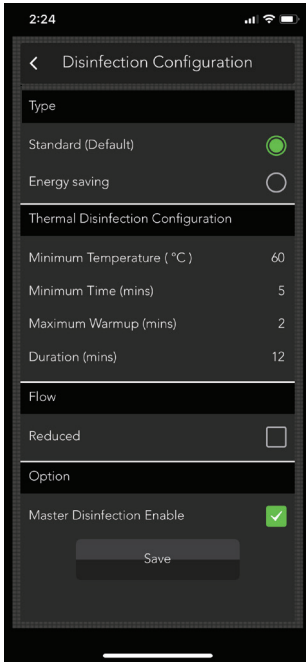 2:24
Disinfection Configuration
Type
Standard (Default)
Energy saving
Thermal Disinfection Configuration
Minimum Temperature ( °C ) 60
Minimum Time (mins) 5
Maximum Warmup (mins) 2
Duration (mins) 12
Flow
Reduced
Option
Master Disinfection Enable
Save